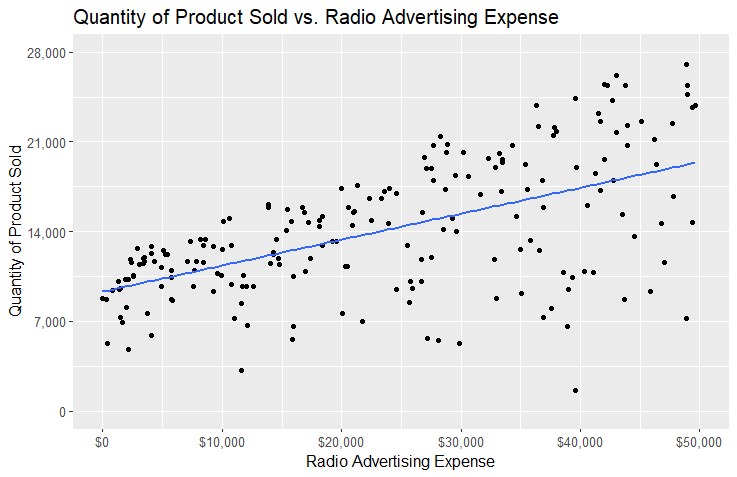 Quantity of Product Sold vs. Radio Advertising Expense
28,000
21,000
14,000
7,000
0
Quantity of Product Sold
$0 $10,000 $20,000 $30,000 $40,000 $50,000
Radio Advertising Expense